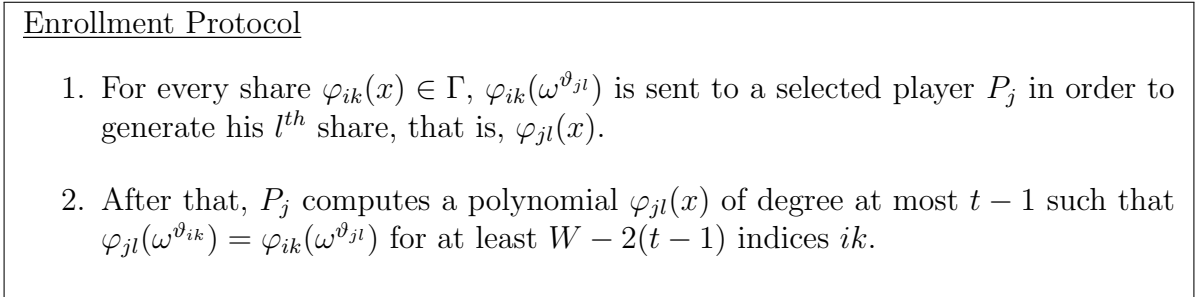 Enrollment Protocol
1. For every share φ_{ik}(x) ∈ Γ, φ_{ik}(ω^{ϑ_{jl}}) is sent to a selected player P_j in order to
generate his l^{th} share, that is, φ_{jl}(x).
2. After that, P_j computes a polynomial φ_{jl}(x) of degree at most t − 1 such that
φ_{jl}(ω^{ϑ_{ik}}) = φ_{ik}(ω^{ϑ_{jl}}) for at least W − 2(t − 1) indices ik.